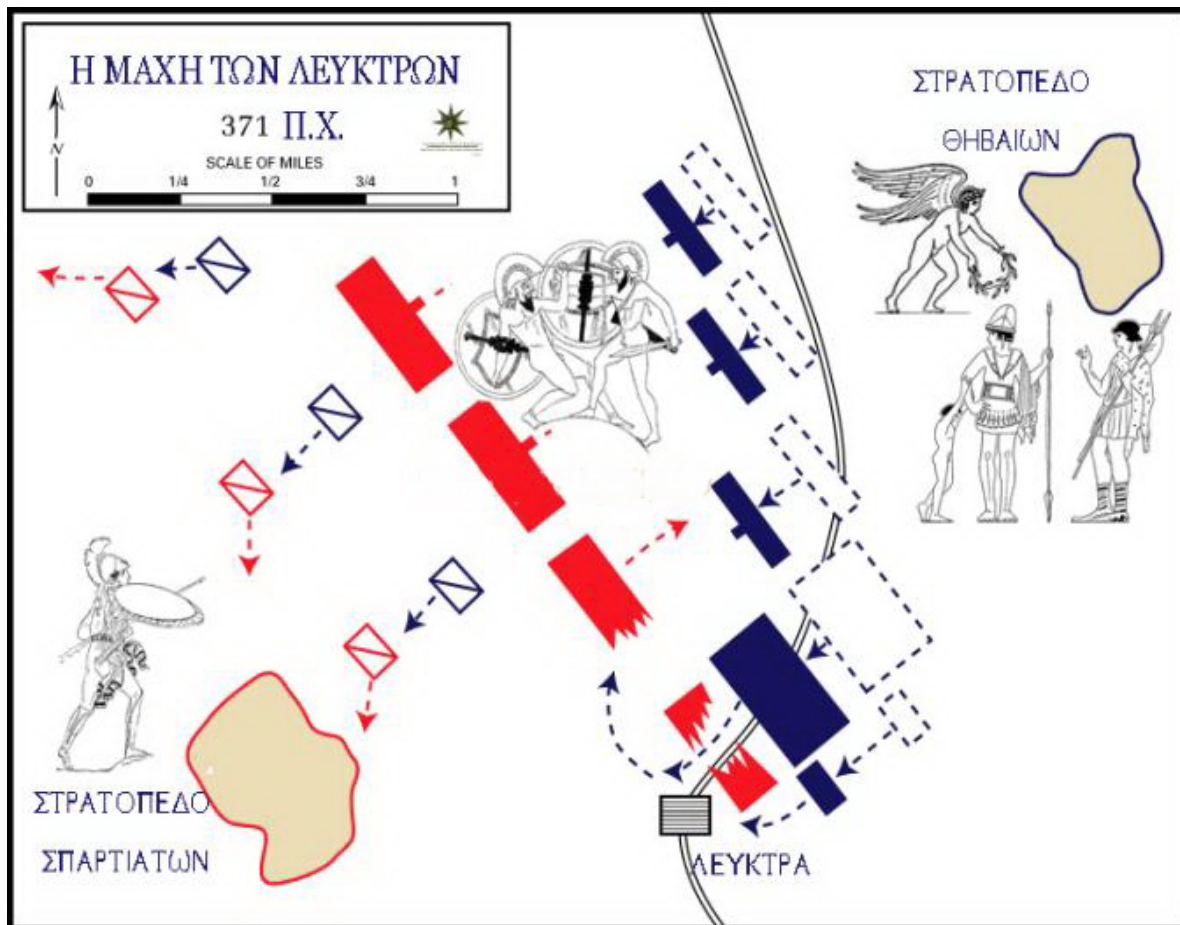 Η ΜΑΧΗ ΤΩΝ ΛΕΥΚΤΡΩΝ
371 Π.Χ.
N
SCALE OF MILES
0 1/4 1/2 3/4 1
ΣΤΡΑΤΟΠΕΔΟ
ΘΗΒΑΙΩΝ
ΣΤΡΑΤΟΠΕΔΟ
ΣΠΑΡΤΙΑΤΩΝ
ΛΕΥΚΤΡΑ